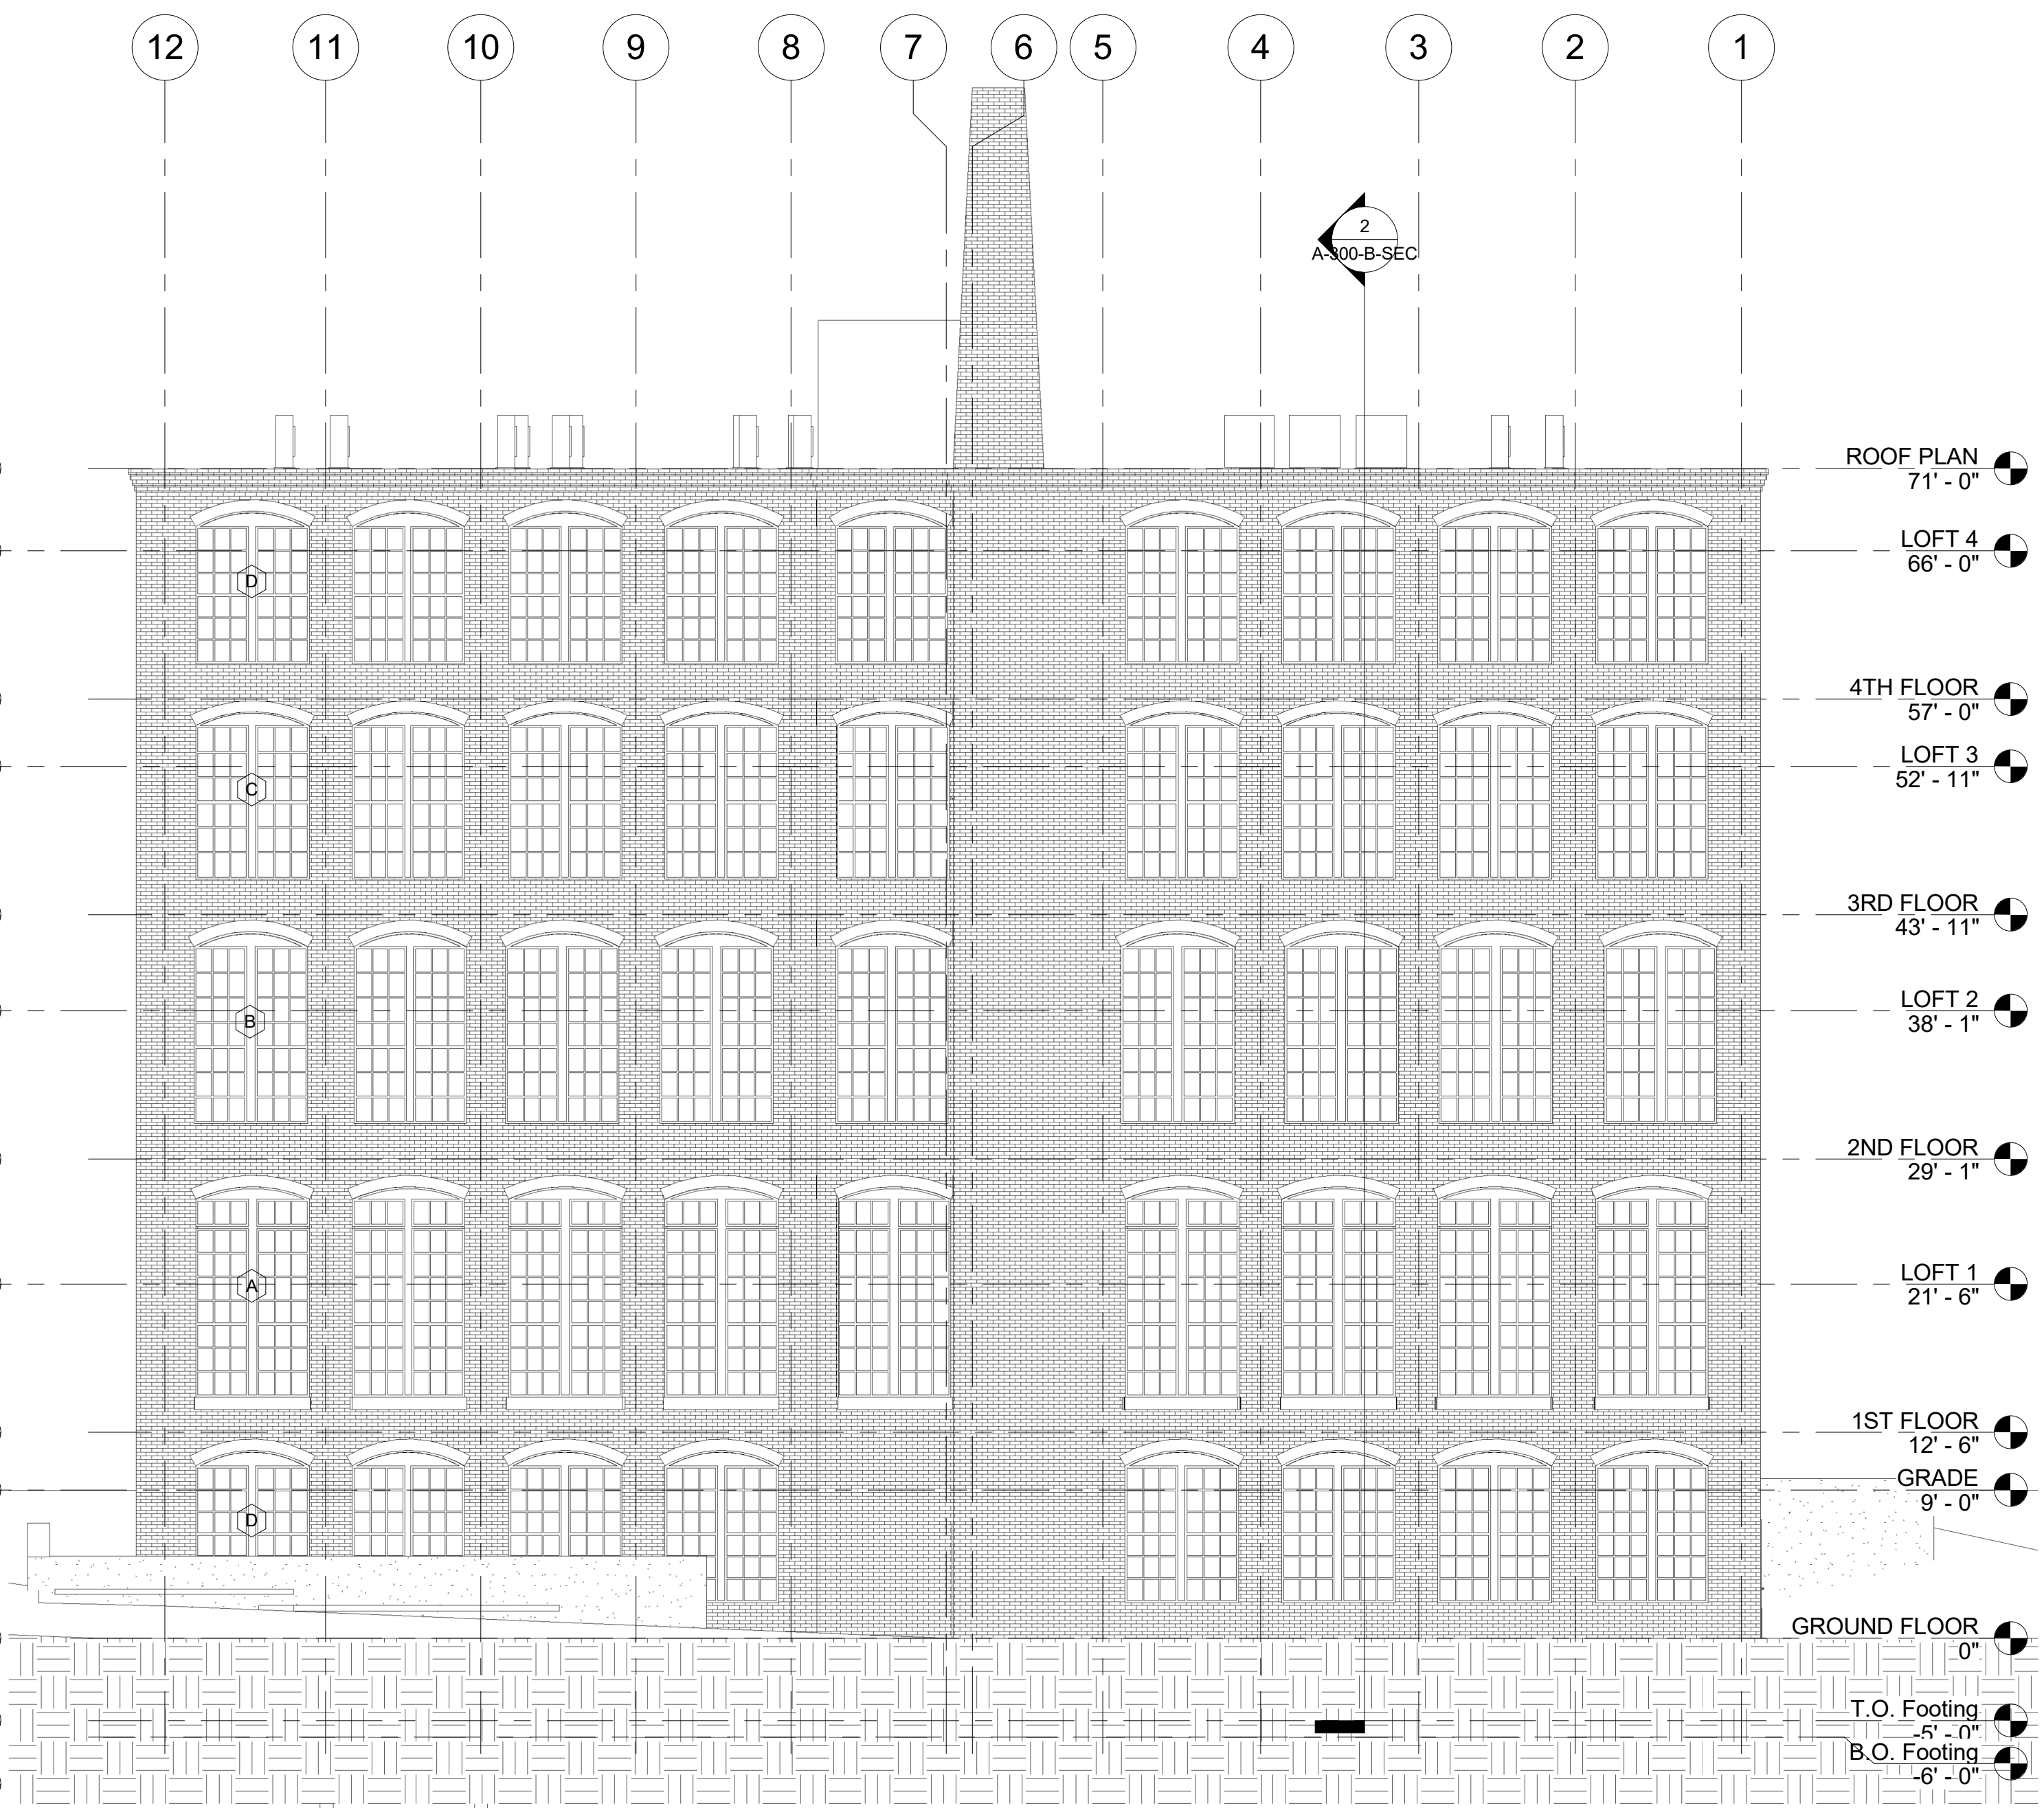 12 11 10 9 8 7 6 5 4 3 2 1
2
A-300-B-SEC
ROOF PLAN
71' - 0"
LOFT 4
66' - 0"
D
4TH FLOOR
57' - 0"
LOFT 3
52' - 11"
C
3RD FLOOR
43' - 11"
LOFT 2
38' - 1"
B
2ND FLOOR
29' - 1"
LOFT 1
21' - 6"
A
1ST FLOOR
12' - 6"
GRADE
9' - 0"
D
GROUND FLOOR
0"
T.O. Footing
-5' - 0"
B.O. Footing
-6' - 0"